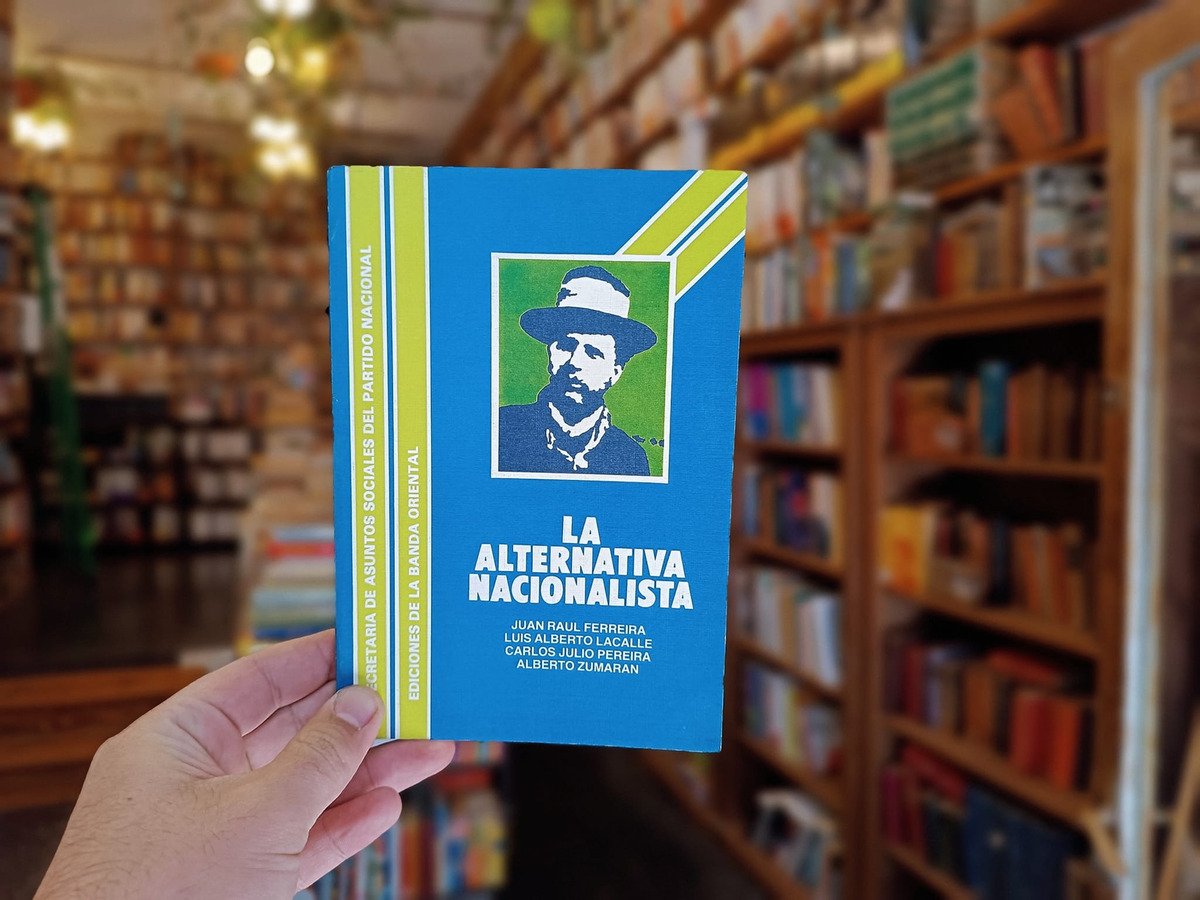 SECRETARIA DE ASUNTOS SOCIALES DEL PARTIDO NACIONAL
EDICIONES DE LA BANDA ORIENTAL
LA
ALTERNATIVA
NACIONALISTA
JUAN RAUL FERREIRA
LUIS ALBERTO LACALLE
CARLOS JULIO PEREIRA
ALBERTO ZUMARAN